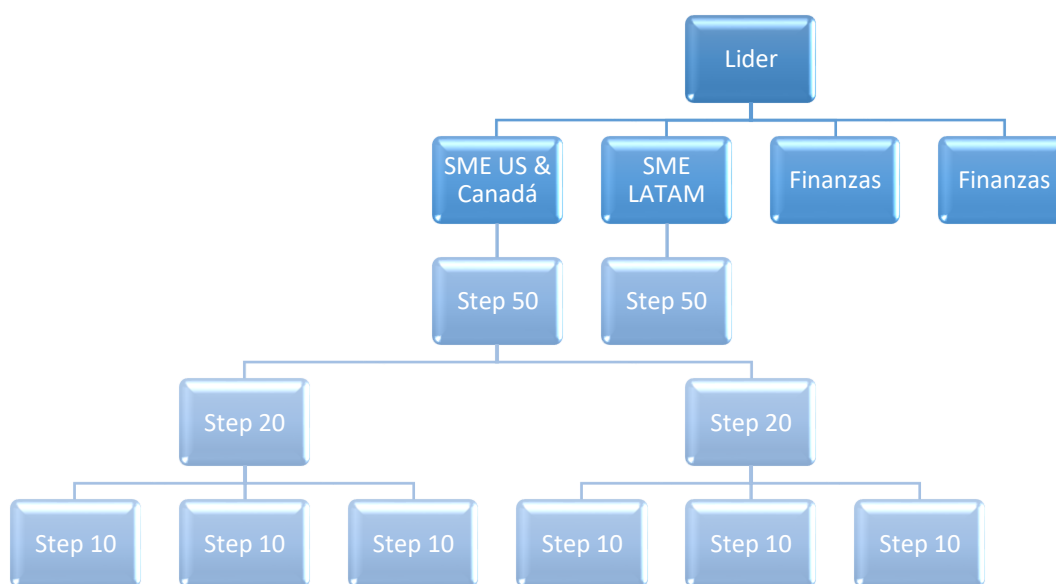 Lider
SME US &
Canadá
SME
LATAM
Finanzas
Finanzas
Step 50
Step 50
Step 20
Step 20
Step 10
Step 10
Step 10
Step 10
Step 10
Step 10